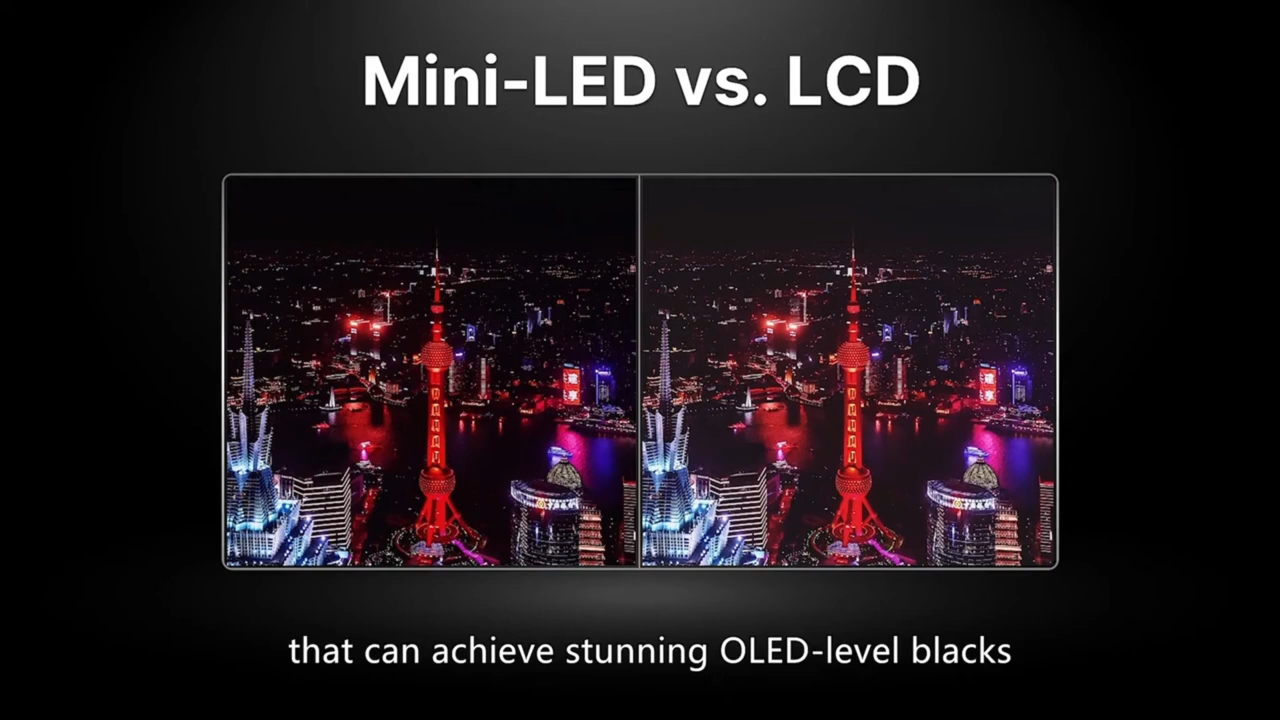 Mini-LED vs. LCD
that can achieve stunning OLED-level blacks